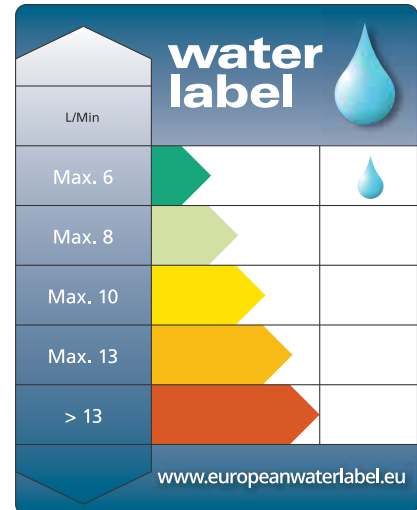 water
label
L/Min
Max. 6
Max. 8
Max. 10
Max. 13
> 13
www.europeanwaterlabel.eu